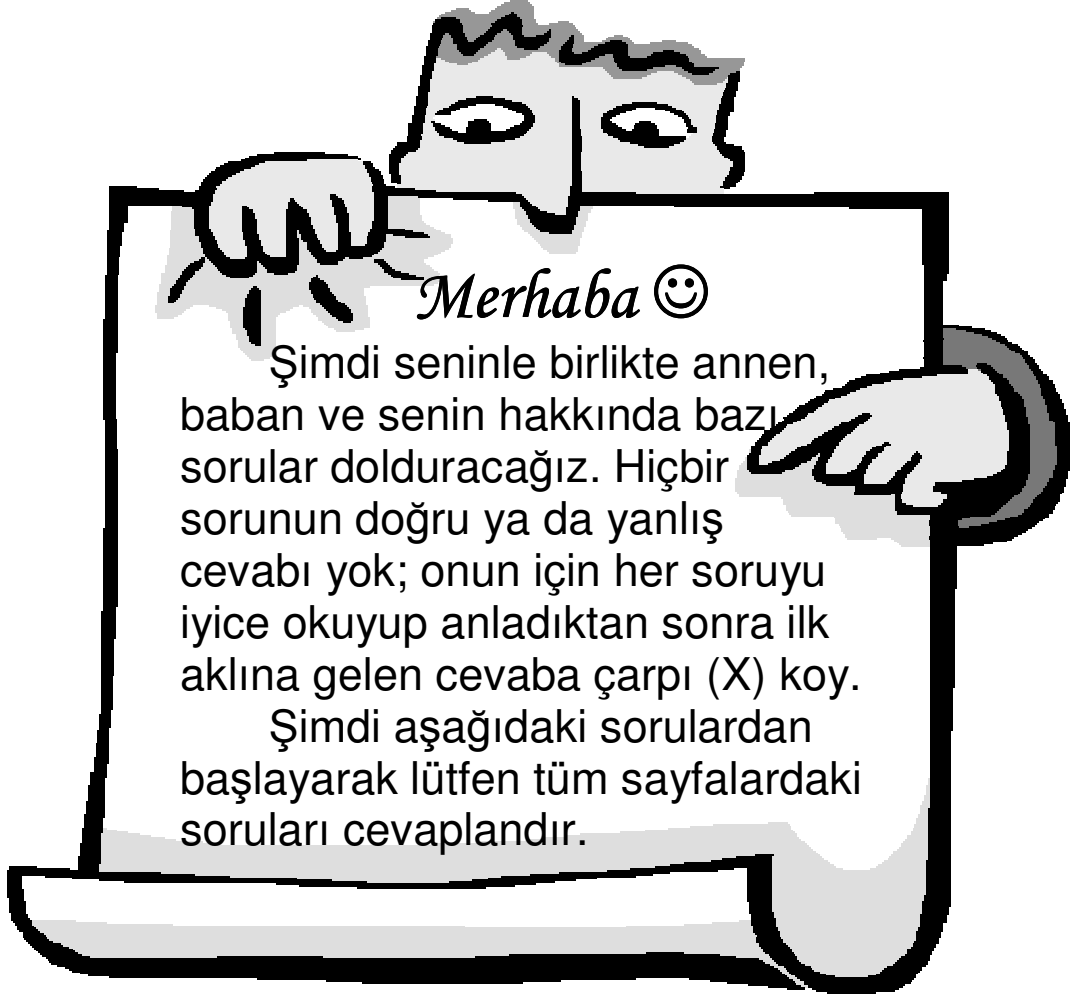 Merhaba ☺
Şimdi seninle birlikte annen,
baban ve senin hakkında bazı
sorular dolduracağız. Hiçbir
sorunun doğru ya da yanlış
cevabı yok; onun için her soruyu
iyice okuyup anladıktan sonra ilk
aklına gelen cevaba çarpı (X) koy.
Şimdi aşağıdaki sorulardan
başlayarak lütfen tüm sayfalardaki
soruları cevaplandır.